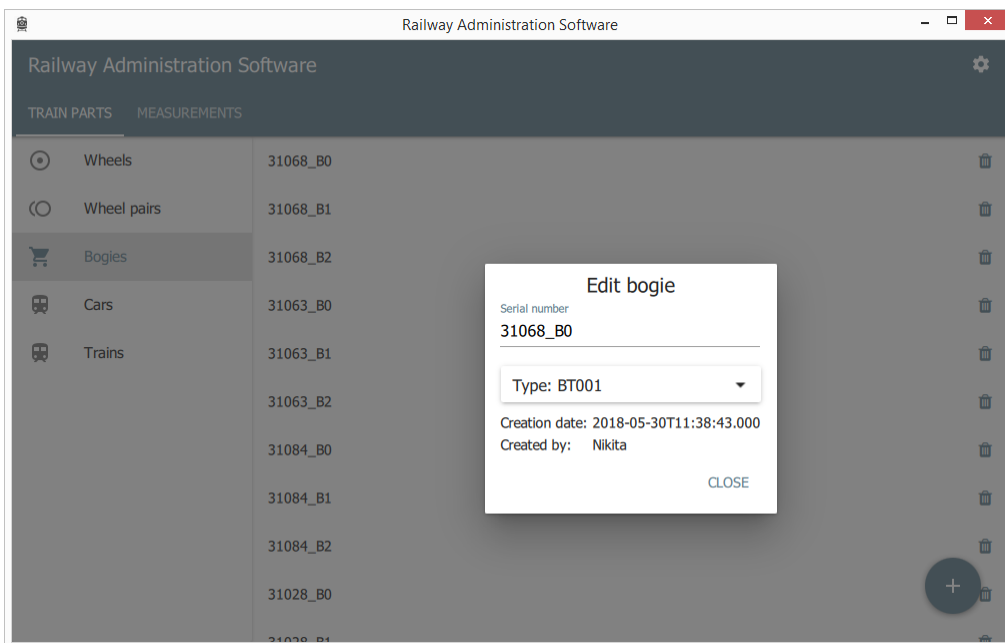 Railway Administration Software
Railway Administration Software
TRAIN PARTS MEASUREMENTS
Wheels
Wheel pairs
Bogies
Cars
Trains
31068_B0
31068_B1
31068_B2
31063_B0
31063_B1
31063_B2
31084_B0
31084_B1
31084_B2
31028_B0
31028_B1
Edit bogie
Serial number
31068_B0
Type: BT001
Creation date: 2018-05-30T11:38:43.000
Created by: Nikita
CLOSE